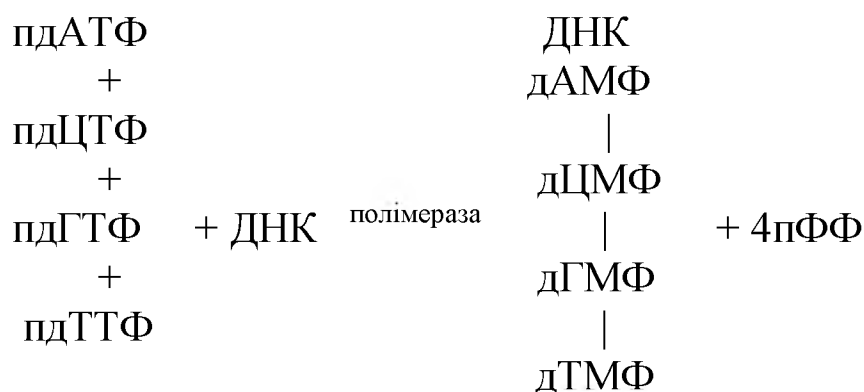 пдАТФ ДНК
+ дАМФ
пдЦТФ |
+ дЦМФ
пдГТФ + ДНК полімераза | + 4пФФ
+ дГМФ
пдТТФ |
дТМФ